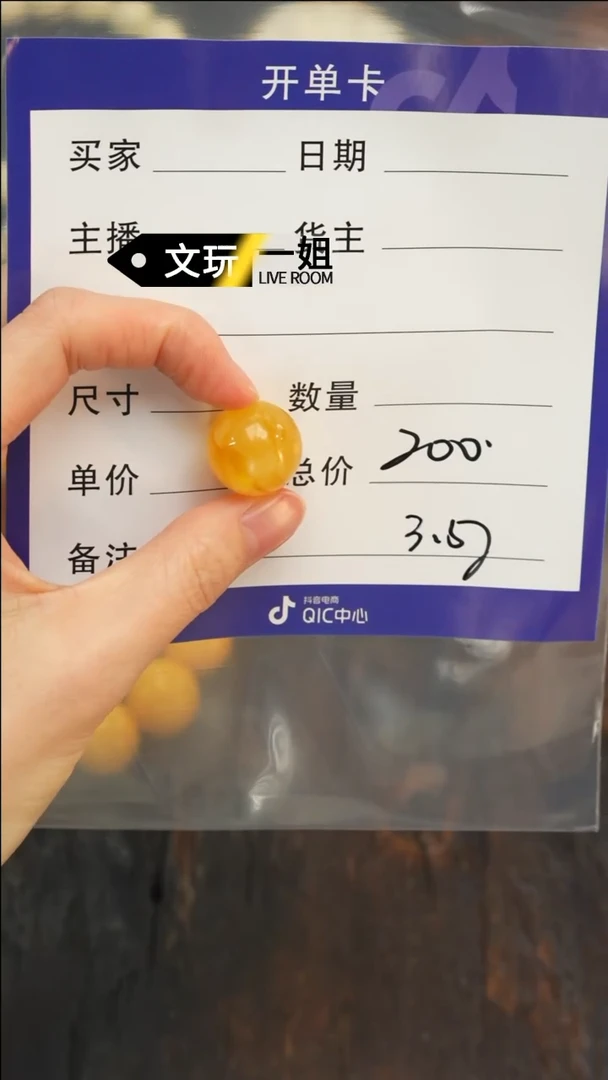 开单卡
买家 日期
主播 货主
文玩一姐
LIVE ROOM
尺寸 数量
单价 总价 200.
备注 3.5g
抖音电商
QIC中心